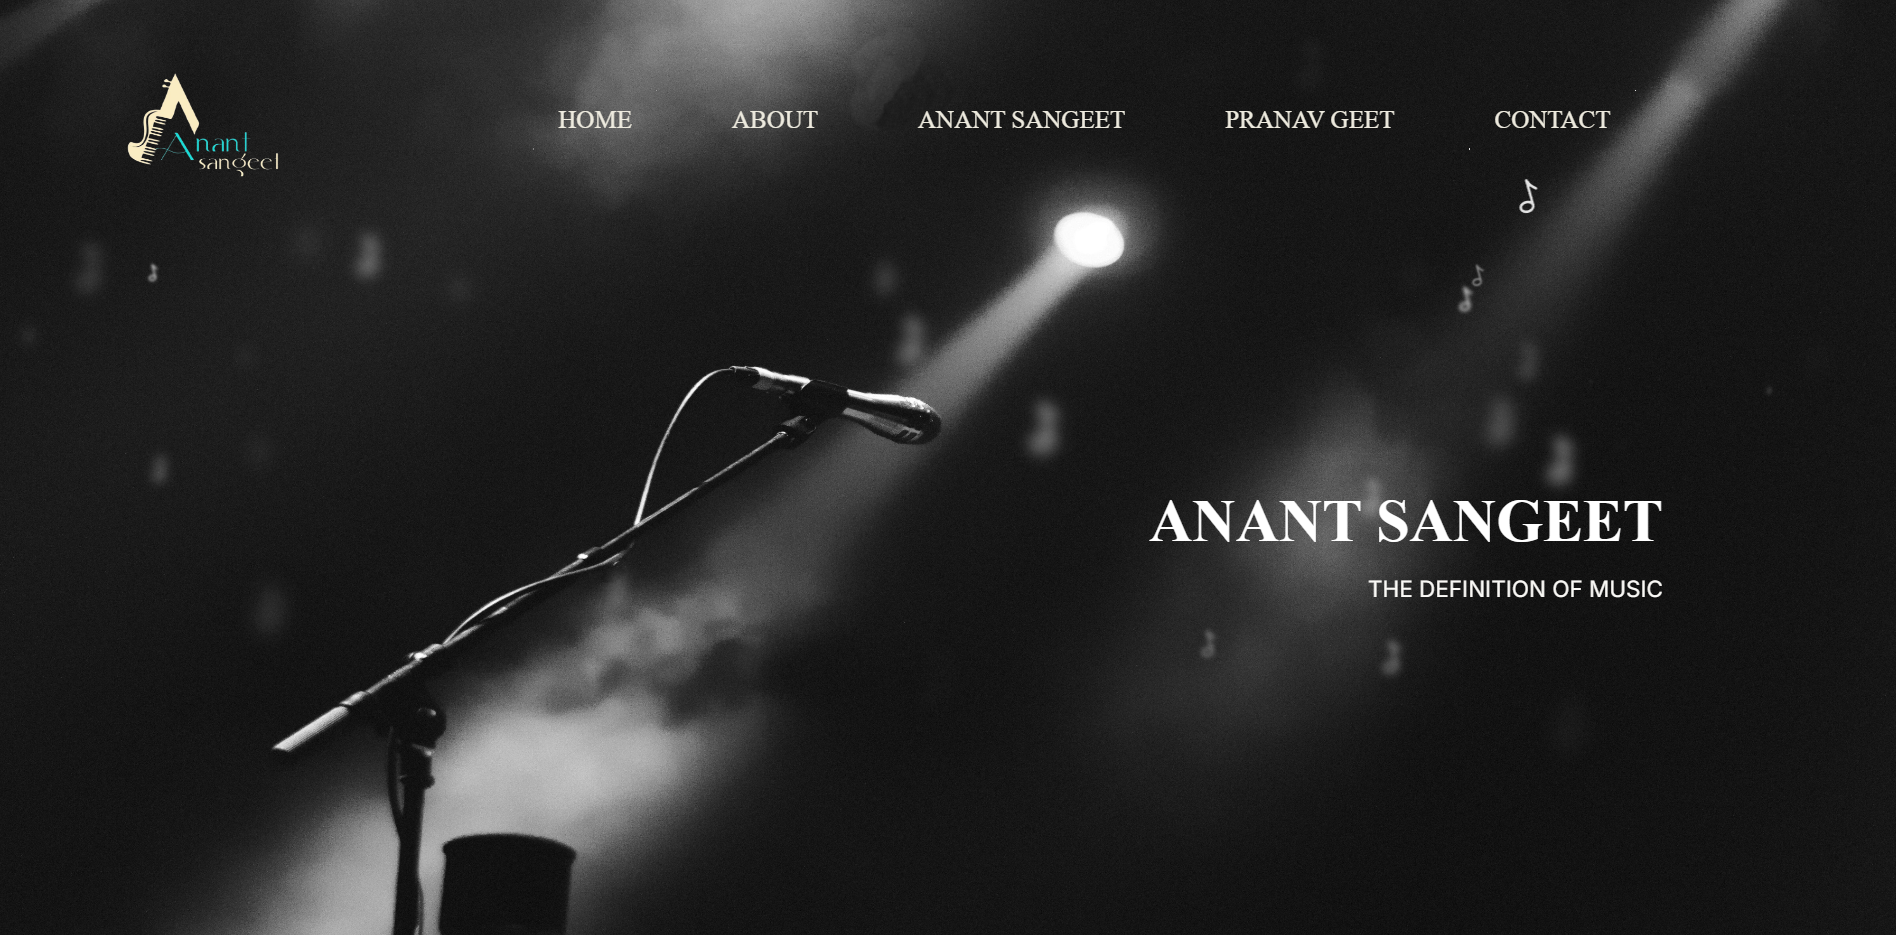 Anant
sangeet
HOME ABOUT ANANT SANGEET PRANAV GEET CONTACT
ANANT SANGEET
THE DEFINITION OF MUSIC